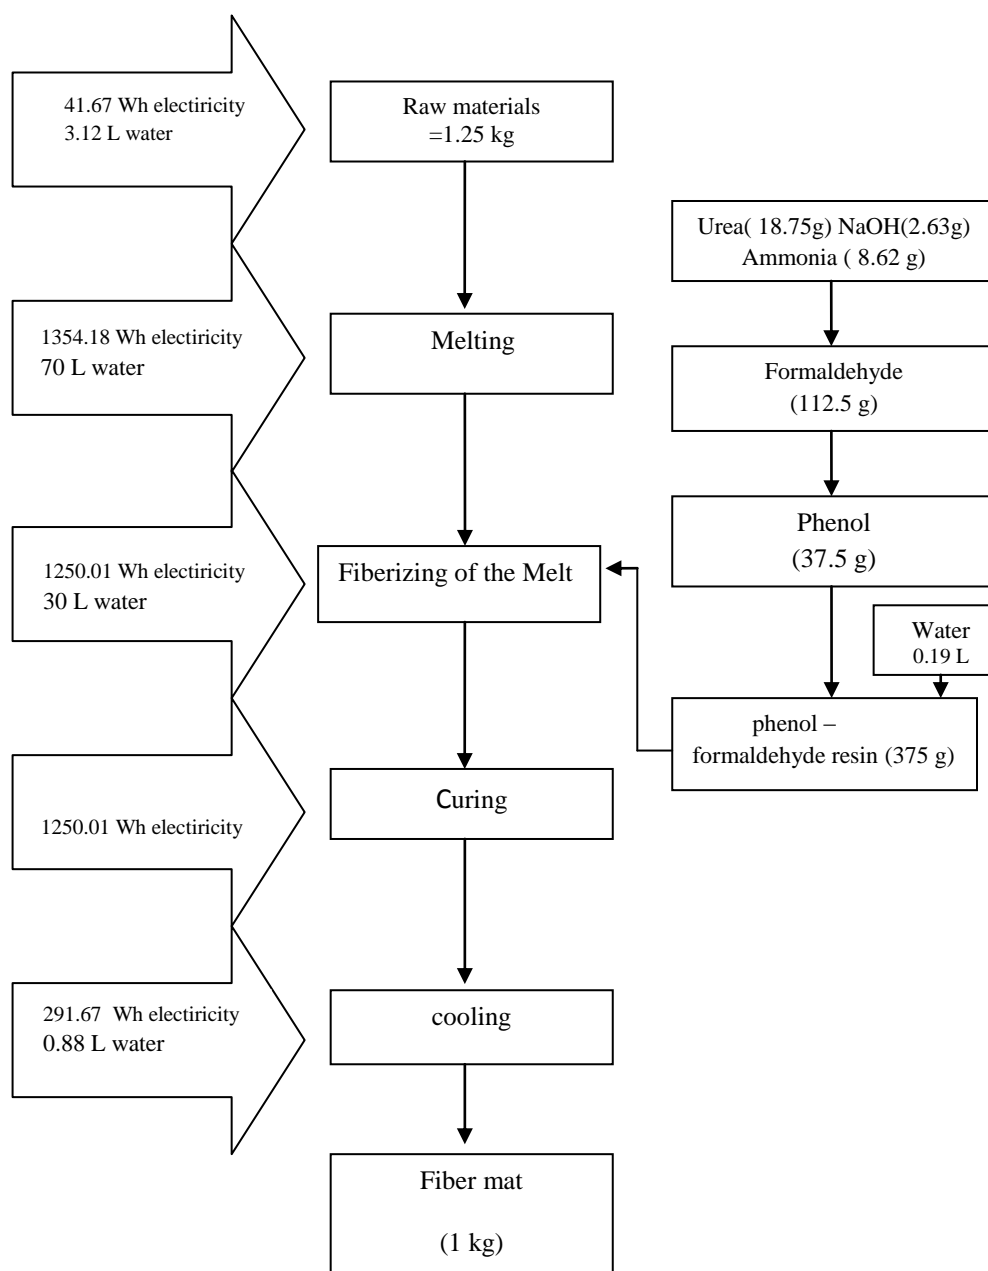 41.67 Wh electiricity
3.12 L water
Raw materials
=1.25 kg
Urea( 18.75g) NaOH(2.63g)
Ammonia ( 8.62 g)
1354.18 Wh electiricity
70 L water
Melting
Formaldehyde
(112.5 g)
Phenol
(37.5 g)
1250.01 Wh electiricity
30 L water
Fiberizing of the Melt
Water
0.19 L
phenol –
formaldehyde resin (375 g)
1250.01 Wh electiricity
Curing
291.67 Wh electiricity
0.88 L water
cooling
Fiber mat
(1 kg)